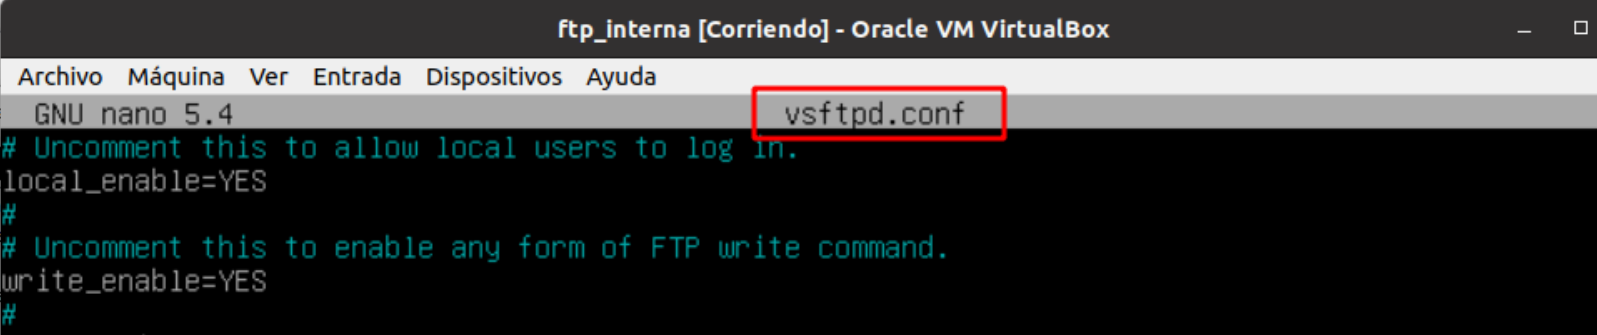 ftp_interna [Corriendo] - Oracle VM VirtualBox
Archivo Máquina Ver Entrada Dispositivos Ayuda
GNU nano 5.4 vsftpd.conf
# Uncomment this to allow local users to log in.
local_enable=YES
#
# Uncomment this to enable any form of FTP write command.
write_enable=YES
#